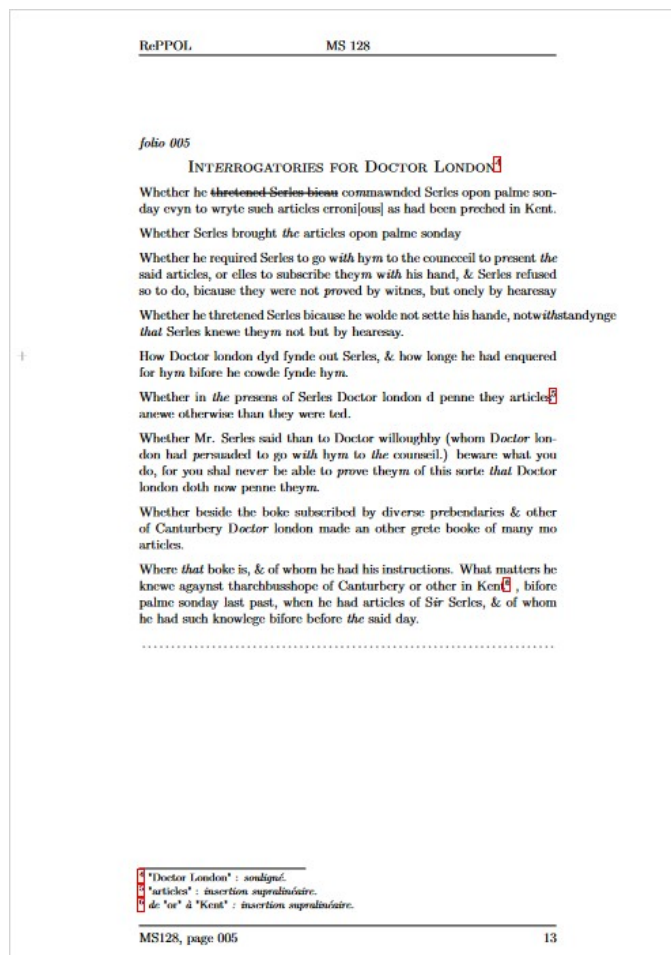 RePPOL MS 128
folio 005
INTERROGATORIES FOR DOCTOR LONDON4
Whether he thretened Serles bicau commawnded Serles opon palme son-
day evyn to wryte such articles erroni[ous] as had been preched in Kent.
Whether Serles brought the articles opon palme sonday
Whether he required Serles to go with hym to the counceeil to present the
said articles, or elles to subscribe theym with his hand, & Serles refused
so to do, bicause they were not proved by witnes, but onely by hearesay
Whether he thretened Serles bicause he wolde not sette his hande, notwithstandynge
that Serles knewe theym not but by hearesay.
How Doctor london dyd fynde out Serles, & how longe he had enquered
for hym bifore he cowde fynde hym.
Whether in the presens of Serles Doctor london d penne they articles5
anewe otherwise than they were ted.
Whether Mr. Serles said than to Doctor willoughby (whom Doctor lon-
don had persuaded to go with hym to the counseil.) beware what you
do, for you shal never be able to prove theym of this sorte that Doctor
london doth now penne theym.
Whether beside the boke subscribed by diverse prebendaries & other
of Canturbery Doctor london made an other grete booke of many mo
articles.
Where that boke is, & of whom he had his instructions. What matters he
knewe agaynst tharchbusshope of Canturbery or other in Kent6 , bifore
palme sonday last past, when he had articles of Sir Serles, & of whom
he had such knowlege bifore before the said day.
4 "Doctor London" : souligné.
5 "articles" : insertion supralinéaire.
6 de "or" à "Kent" : insertion supralinéaire.
MS128, page 005 13